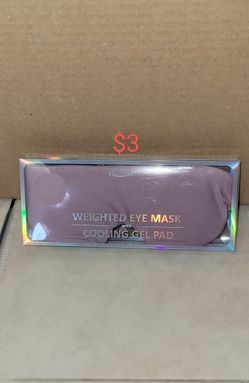 $3
WEIGHTED EYE MASK
COOLING GEL PAD